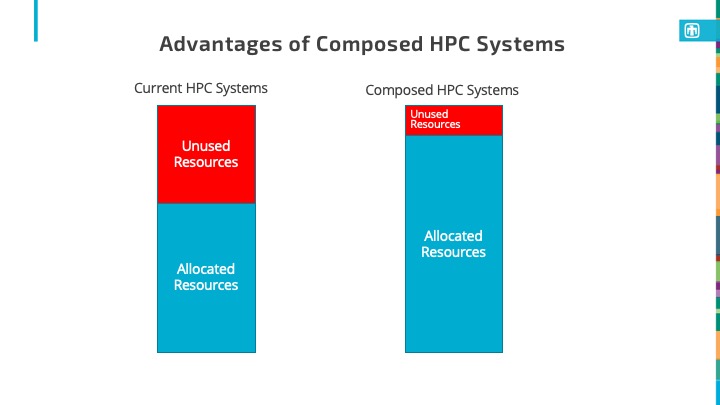 Advantages of Composed HPC Systems
Current HPC Systems
Unused
Resources
Allocated
Resources
Composed HPC Systems
Unused
Resources
Allocated
Resources